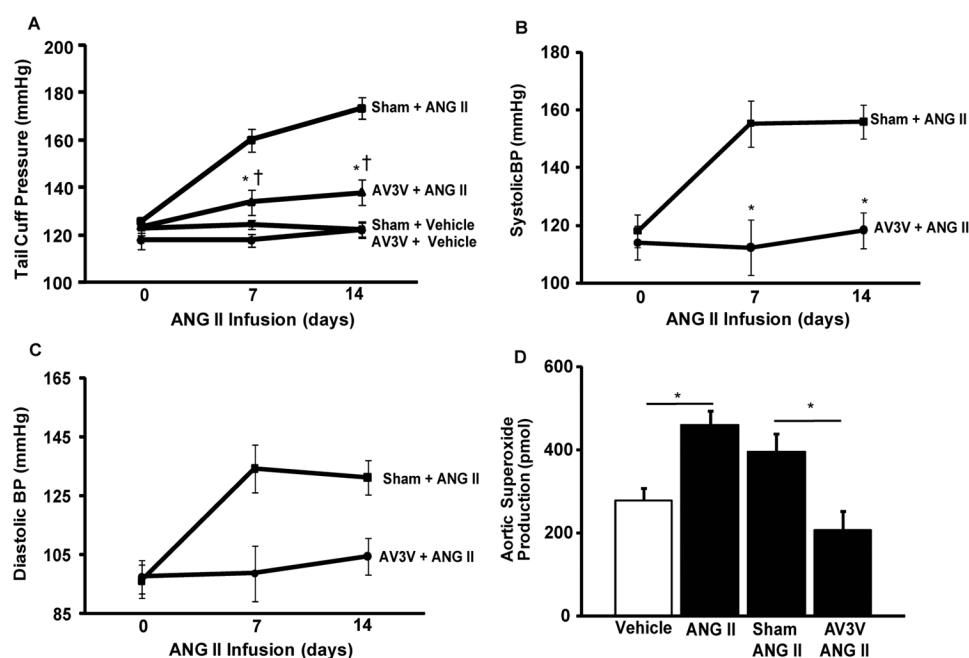 A
200
180
160
140
120
100
Tail Cuff Pressure (mmHg)
Sham + ANG II
* †
* †
AV3V + ANG II
Sham + Vehicle
AV3V + Vehicle
0 7 14
ANG II Infusion (days)
B
180
160
140
120
100
SystolicBP (mmHg)
Sham + ANG II
*
*
AV3V + ANG II
0 7 14
ANG II Infusion (days)
C
165
145
125
105
85
Diastolic BP (mmHg)
Sham + ANG II
AV3V + ANG II
0 7 14
ANG II Infusion (days)
D
600
400
200
0
Aortic Superoxide
Production (pmol)
*
*
Vehicle ANG II Sham AV3V
ANG II ANG II